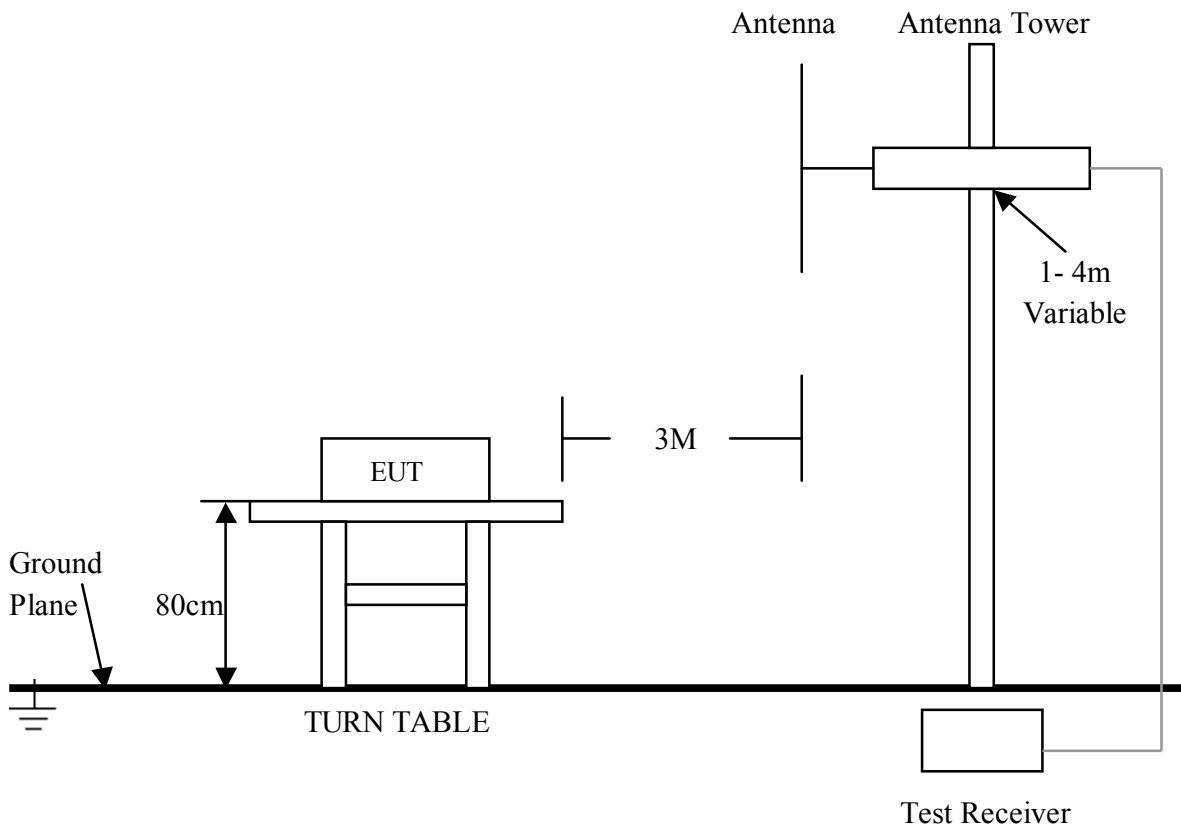 Antenna
Antenna Tower
1- 4m
Variable
3M
EUT
Ground
Plane
80cm
TURN TABLE
Test Receiver